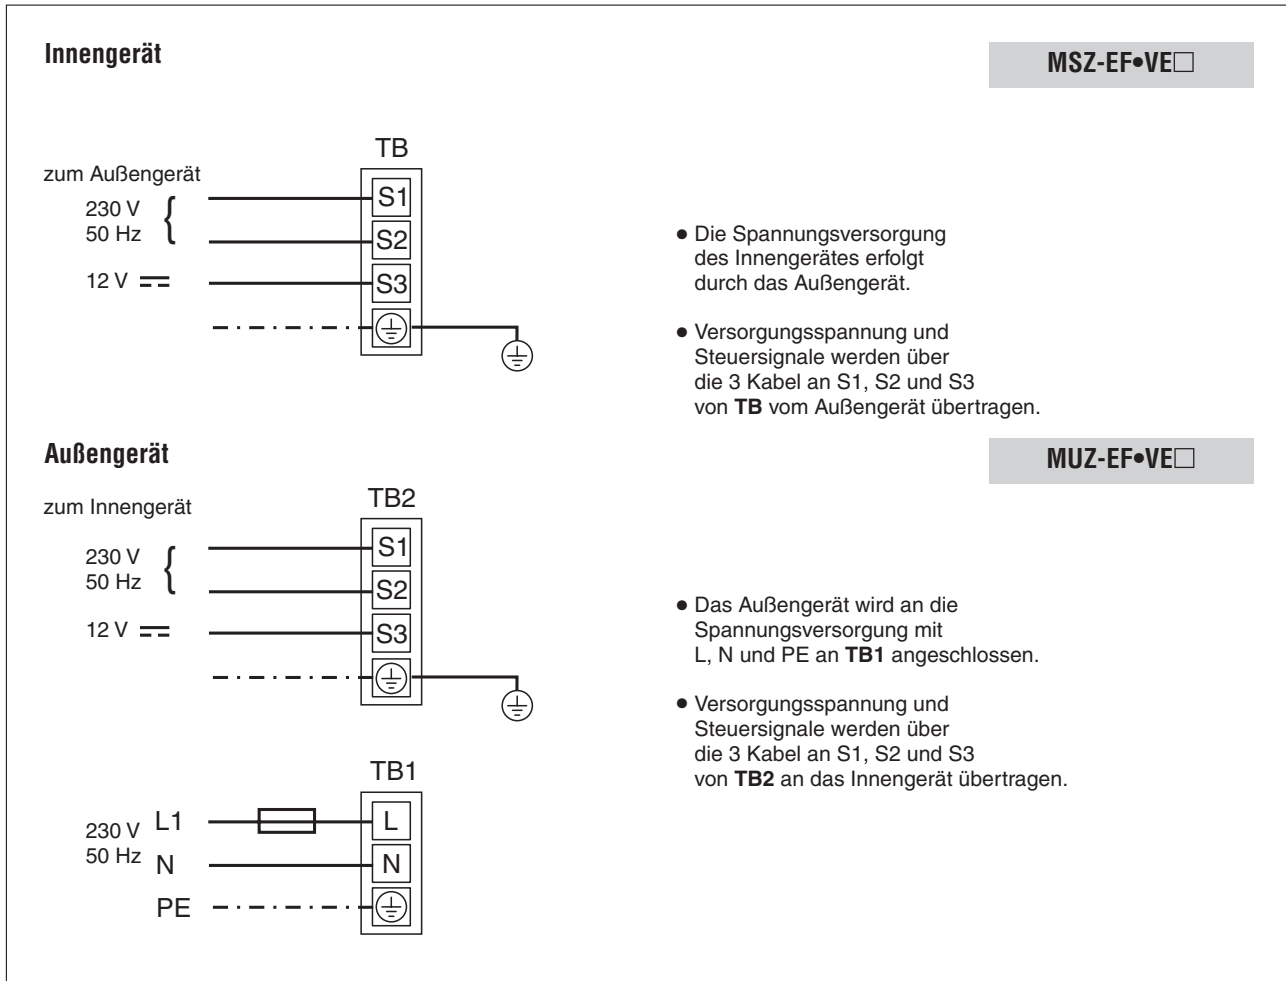 Innengerät
MSZ-EF•VE□
TB
zum Außengerät
230 V
50 Hz
{
12 V
S1
S2
S3
• Die Spannungsversorgung
des Innengerätes erfolgt
durch das Außengerät.
• Versorgungsspannung und
Steuersignale werden über
die 3 Kabel an S1, S2 und S3
von TB vom Außengerät übertragen.
Außengerät
MUZ-EF•VE□
zum Innengerät
TB2
230 V
50 Hz
{
12 V
S1
S2
S3
• Das Außengerät wird an die
Spannungsversorgung mit
L, N und PE an TB1 angeschlossen.
• Versorgungsspannung und
Steuersignale werden über
die 3 Kabel an S1, S2 und S3
von TB2 an das Innengerät übertragen.
TB1
230 V
50 Hz
L1
N
PE
L
N